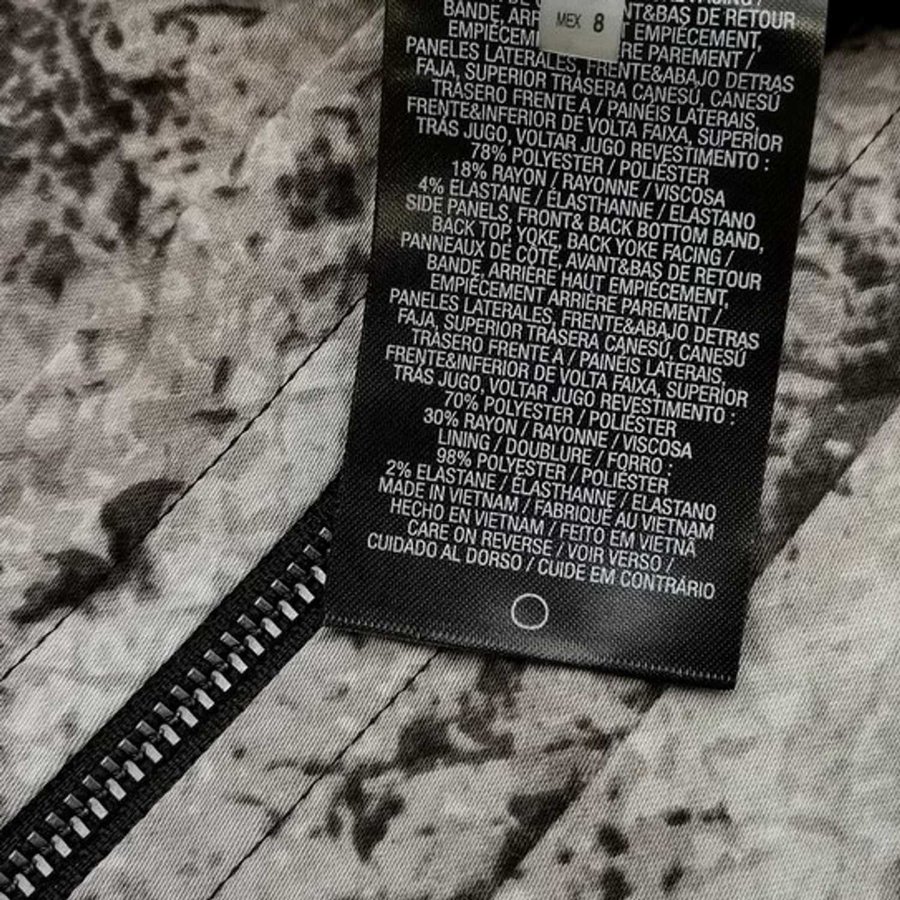 BANDE, ARR NT&BAS DE RETOUR
MEX 8
EMPIÈCEM EMPIÈCEMENT,
RE PAREMENT /
PANELES LATERALES, FRENTE&ABAJO DETRAS
FAJA, SUPERIOR TRASERA CANESÚ, CANESÚ
TRASERO FRENTE A / PAINÉIS LATERAIS,
FRENTE&INFERIOR DE VOLTA FAIXA, SUPERIOR
TRÁS JUGO, VOLTAR JUGO REVESTIMENTO :
78% POLYESTER / POLIÉSTER
18% RAYON / RAYONNE / VISCOSA
4% ELASTANE / ÉLASTHANNE / ELASTANO
SIDE PANELS, FRONT& BACK BOTTOM BAND,
BACK TOP YOKE, BACK YOKE FACING /
PANNEAUX DE CÔTÉ, AVANT&BAS DE RETOUR
BANDE, ARRIÈRE HAUT EMPIÈCEMENT,
EMPIÈCEMENT ARRIÈRE PAREMENT /
PANELES LATERALES, FRENTE&ABAJO DETRAS
FAJA, SUPERIOR TRASERA CANESÚ, CANESÚ
TRASERO FRENTE A / PAINÉIS LATERAIS,
FRENTE&INFERIOR DE VOLTA FAIXA, SUPERIOR
TRÁS JUGO, VOLTAR JUGO REVESTIMENTO :
70% POLYESTER / POLIÉSTER
30% RAYON / RAYONNE / VISCOSA
LINING / DOUBLURE / FORRO :
98% POLYESTER / POLIÉSTER
2% ELASTANE / ÉLASTHANNE / ELASTANO
MADE IN VIETNAM / FABRIQUÉ AU VIETNAM
HECHO EN VIETNAM / FEITO EM VIETNÃ
CARE ON REVERSE / VOIR VERSO /
CUIDADO AL DORSO / CUIDE EM CONTRÁRIO